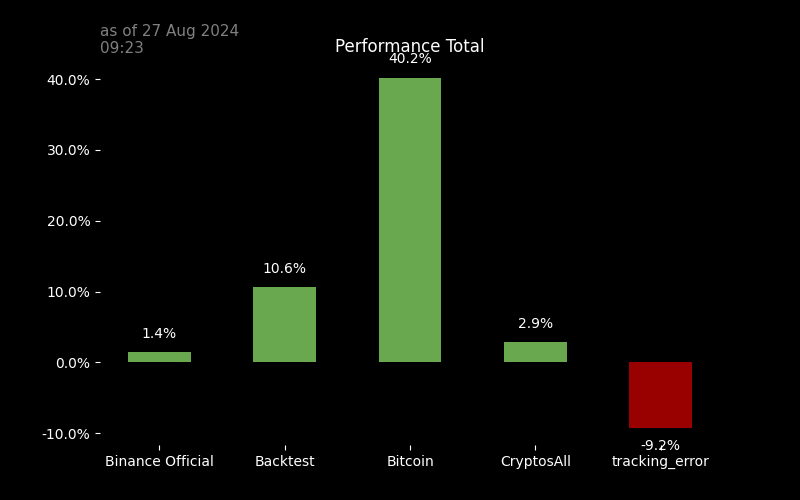 as of 27 Aug 2024
09:23
Performance Total
40.2%
40.0%
30.0%
20.0%
10.6%
10.0%
2.9%
1.4%
0.0%
-10.0%
-9.2%
Binance Official
Backtest
Bitcoin
CryptosAll
tracking_error